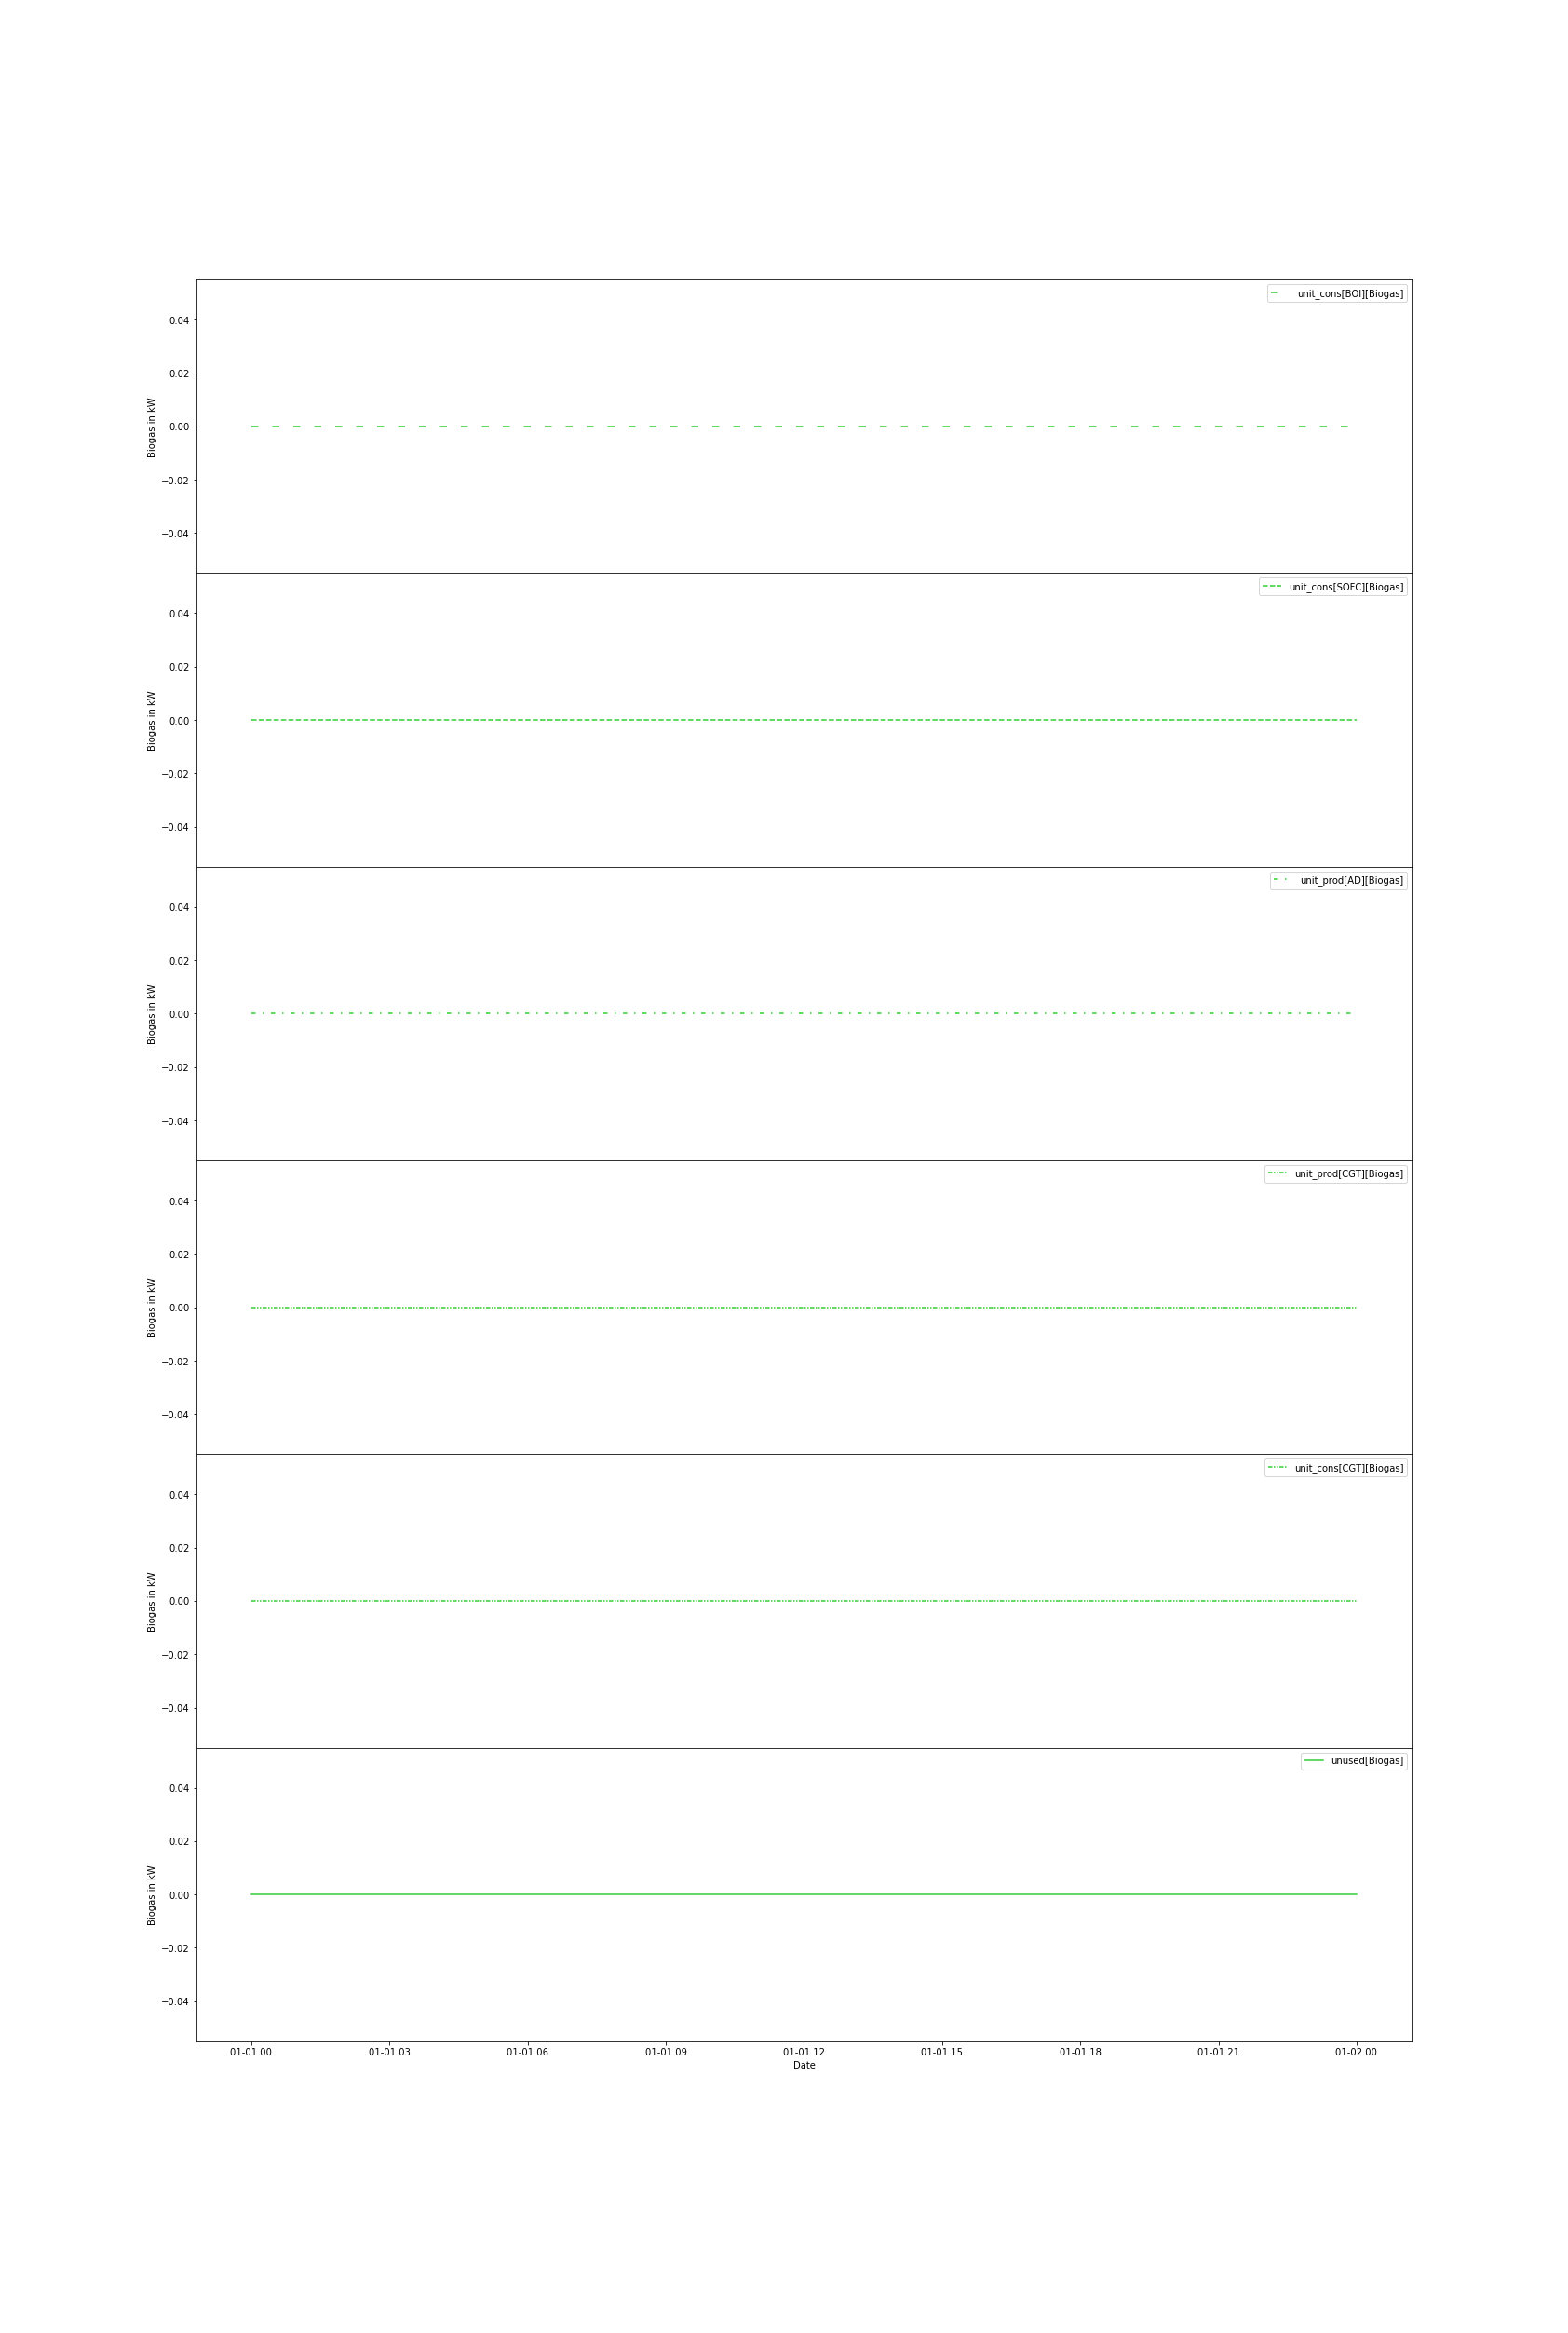 unit_cons[BOI][Biogas]
0.04
0.02
0.00
−0.02
−0.04
Biogas in kW
unit_cons[SOFC][Biogas]
0.04
0.02
0.00
−0.02
−0.04
Biogas in kW
unit_prod[AD][Biogas]
0.04
0.02
0.00
−0.02
−0.04
Biogas in kW
unit_prod[CGT][Biogas]
0.04
0.02
0.00
−0.02
−0.04
Biogas in kW
unit_cons[CGT][Biogas]
0.04
0.02
0.00
−0.02
−0.04
Biogas in kW
unused[Biogas]
0.04
0.02
0.00
−0.02
−0.04
Biogas in kW
01-01 00 01-01 03 01-01 06 01-01 09 01-01 12 01-01 15 01-01 18 01-01 21 01-02 00
Date